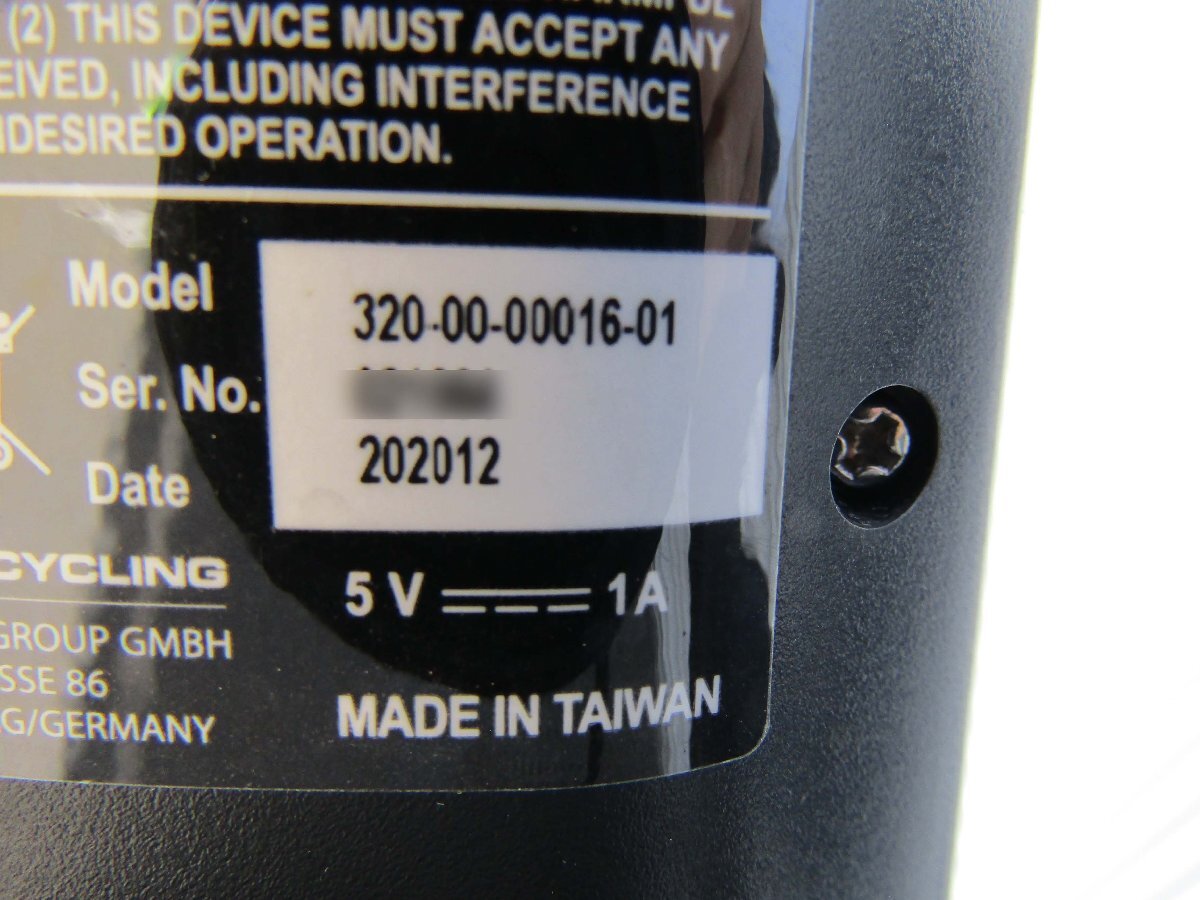 (2) THIS DEVICE MUST ACCEPT ANY
EIVED, INCLUDING INTERFERENCE
NDESIRED OPERATION.
Model 320-00-00016-01
Ser. No.
Date 202012
CYCLING
5 V 1A
GROUP GMBH
SSE 86
G/GERMANY
MADE IN TAIWAN